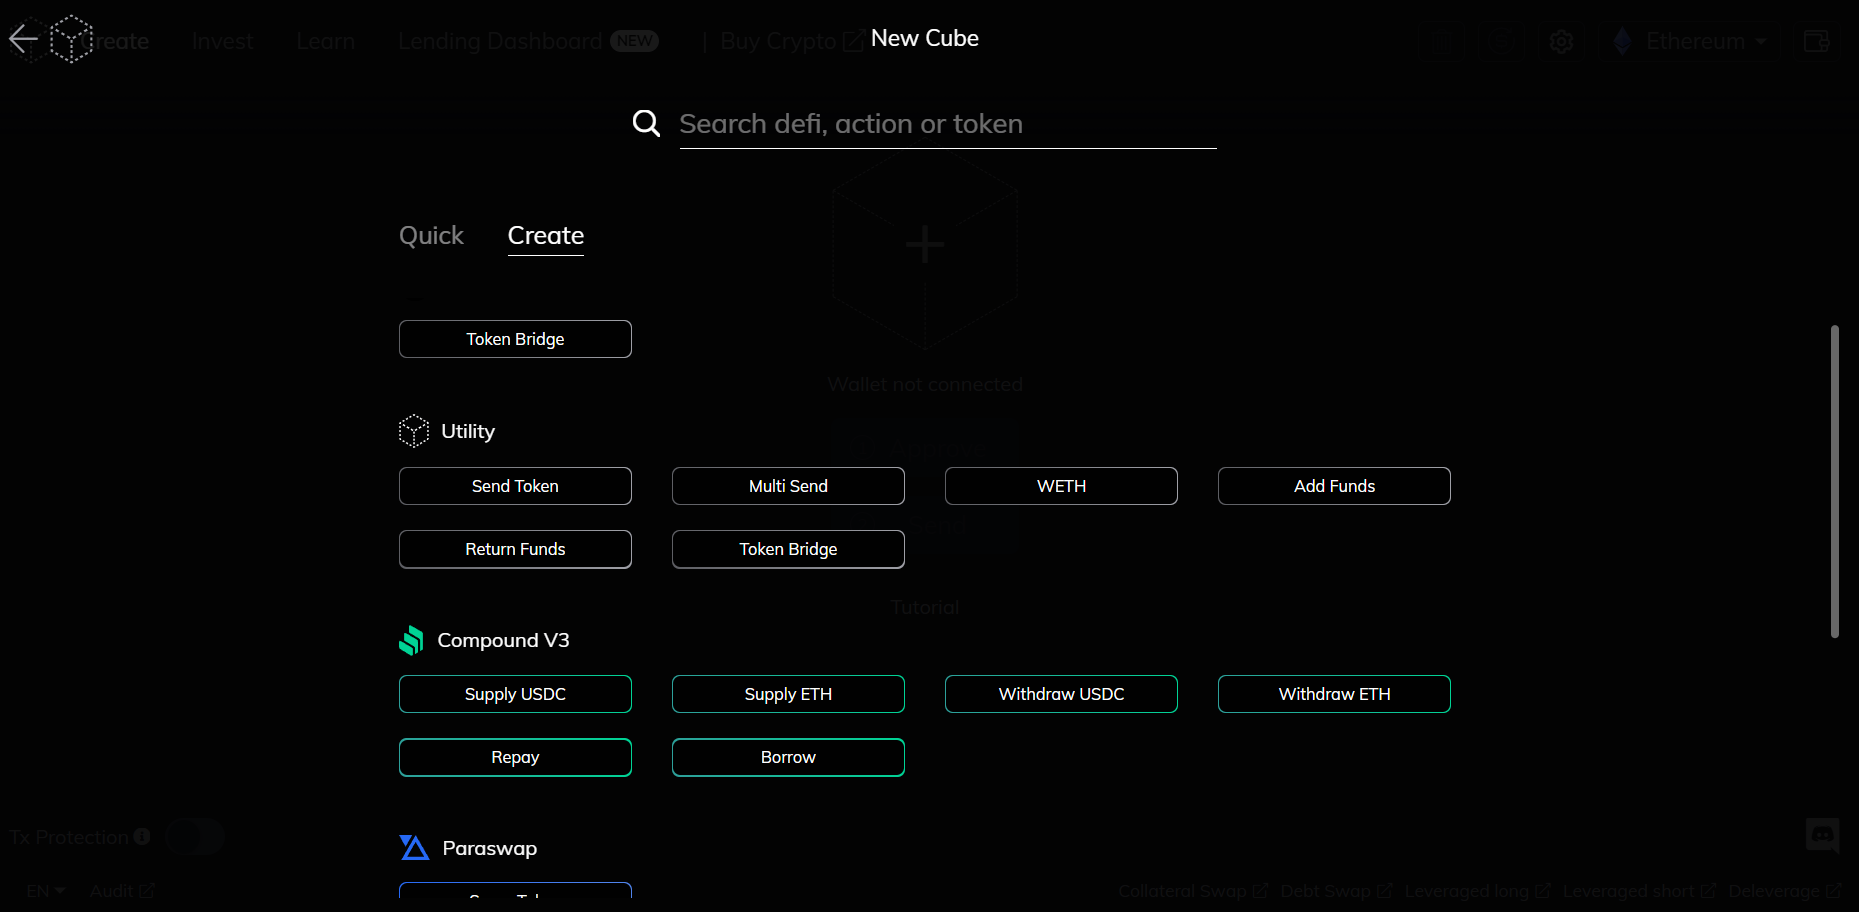 Create Invest Learn Lending Dashboard NEW | Buy Crypto New Cube Ethereum
Search defi, action or token
Quick Create
Token Bridge
Wallet not connected
Utility
Send Token Multi Send WETH Add Funds
Return Funds Token Bridge
Tutorial
Compound V3
Supply USDC Supply ETH Withdraw USDC Withdraw ETH
Repay Borrow
Tx Protection
Paraswap
EN Audit Collateral Swap Debt Swap Leveraged long Leveraged short Deleverage